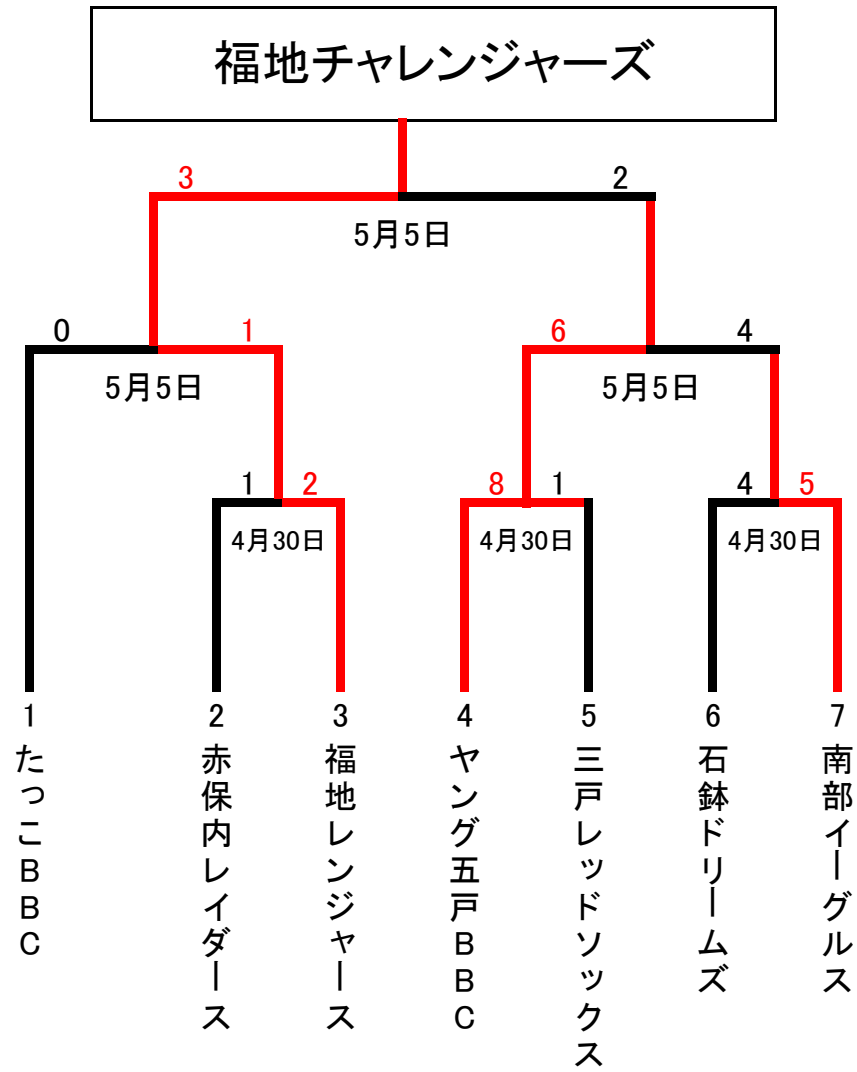 福地チャレンジャーズ
3 2
5月5日
0 1 6 4
5月5日 5月5日
1 2 8 1 4 5
4月30日 4月30日 4月30日
1 2 3 4 5 6 7
たっこBBC
赤保内レイダース
福地レンジャース
ヤング五戸BBC
三戸レッドソックス
石鉢ドリームズ
南部イーグルス